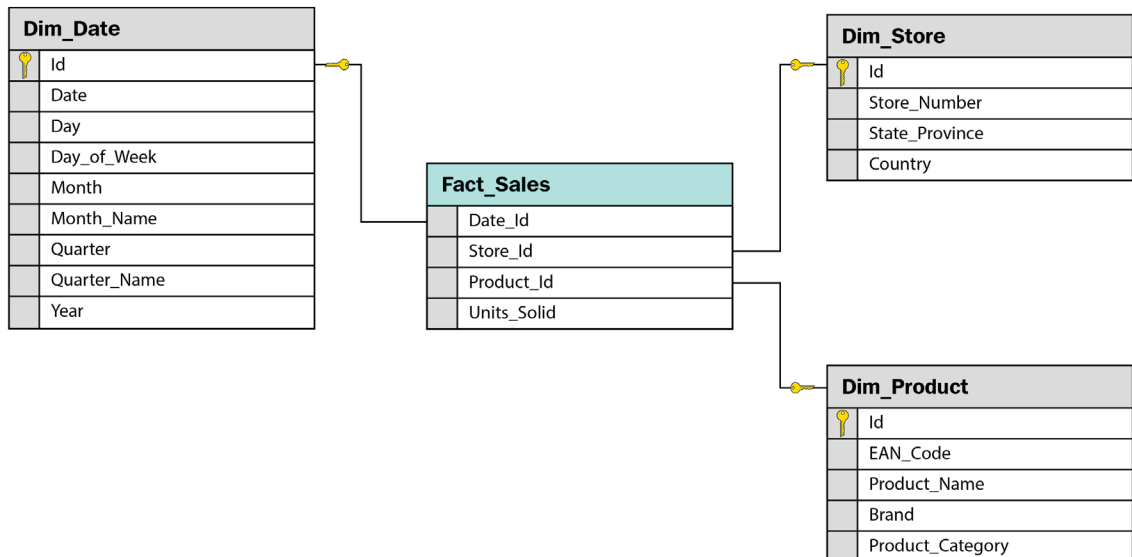 Dim_Date
Id
Date
Day
Day_of_Week
Month
Month_Name
Quarter
Quarter_Name
Year
Fact_Sales
Date_Id
Store_Id
Product_Id
Units_Solid
Dim_Store
Id
Store_Number
State_Province
Country
Dim_Product
Id
EAN_Code
Product_Name
Brand
Product_Category